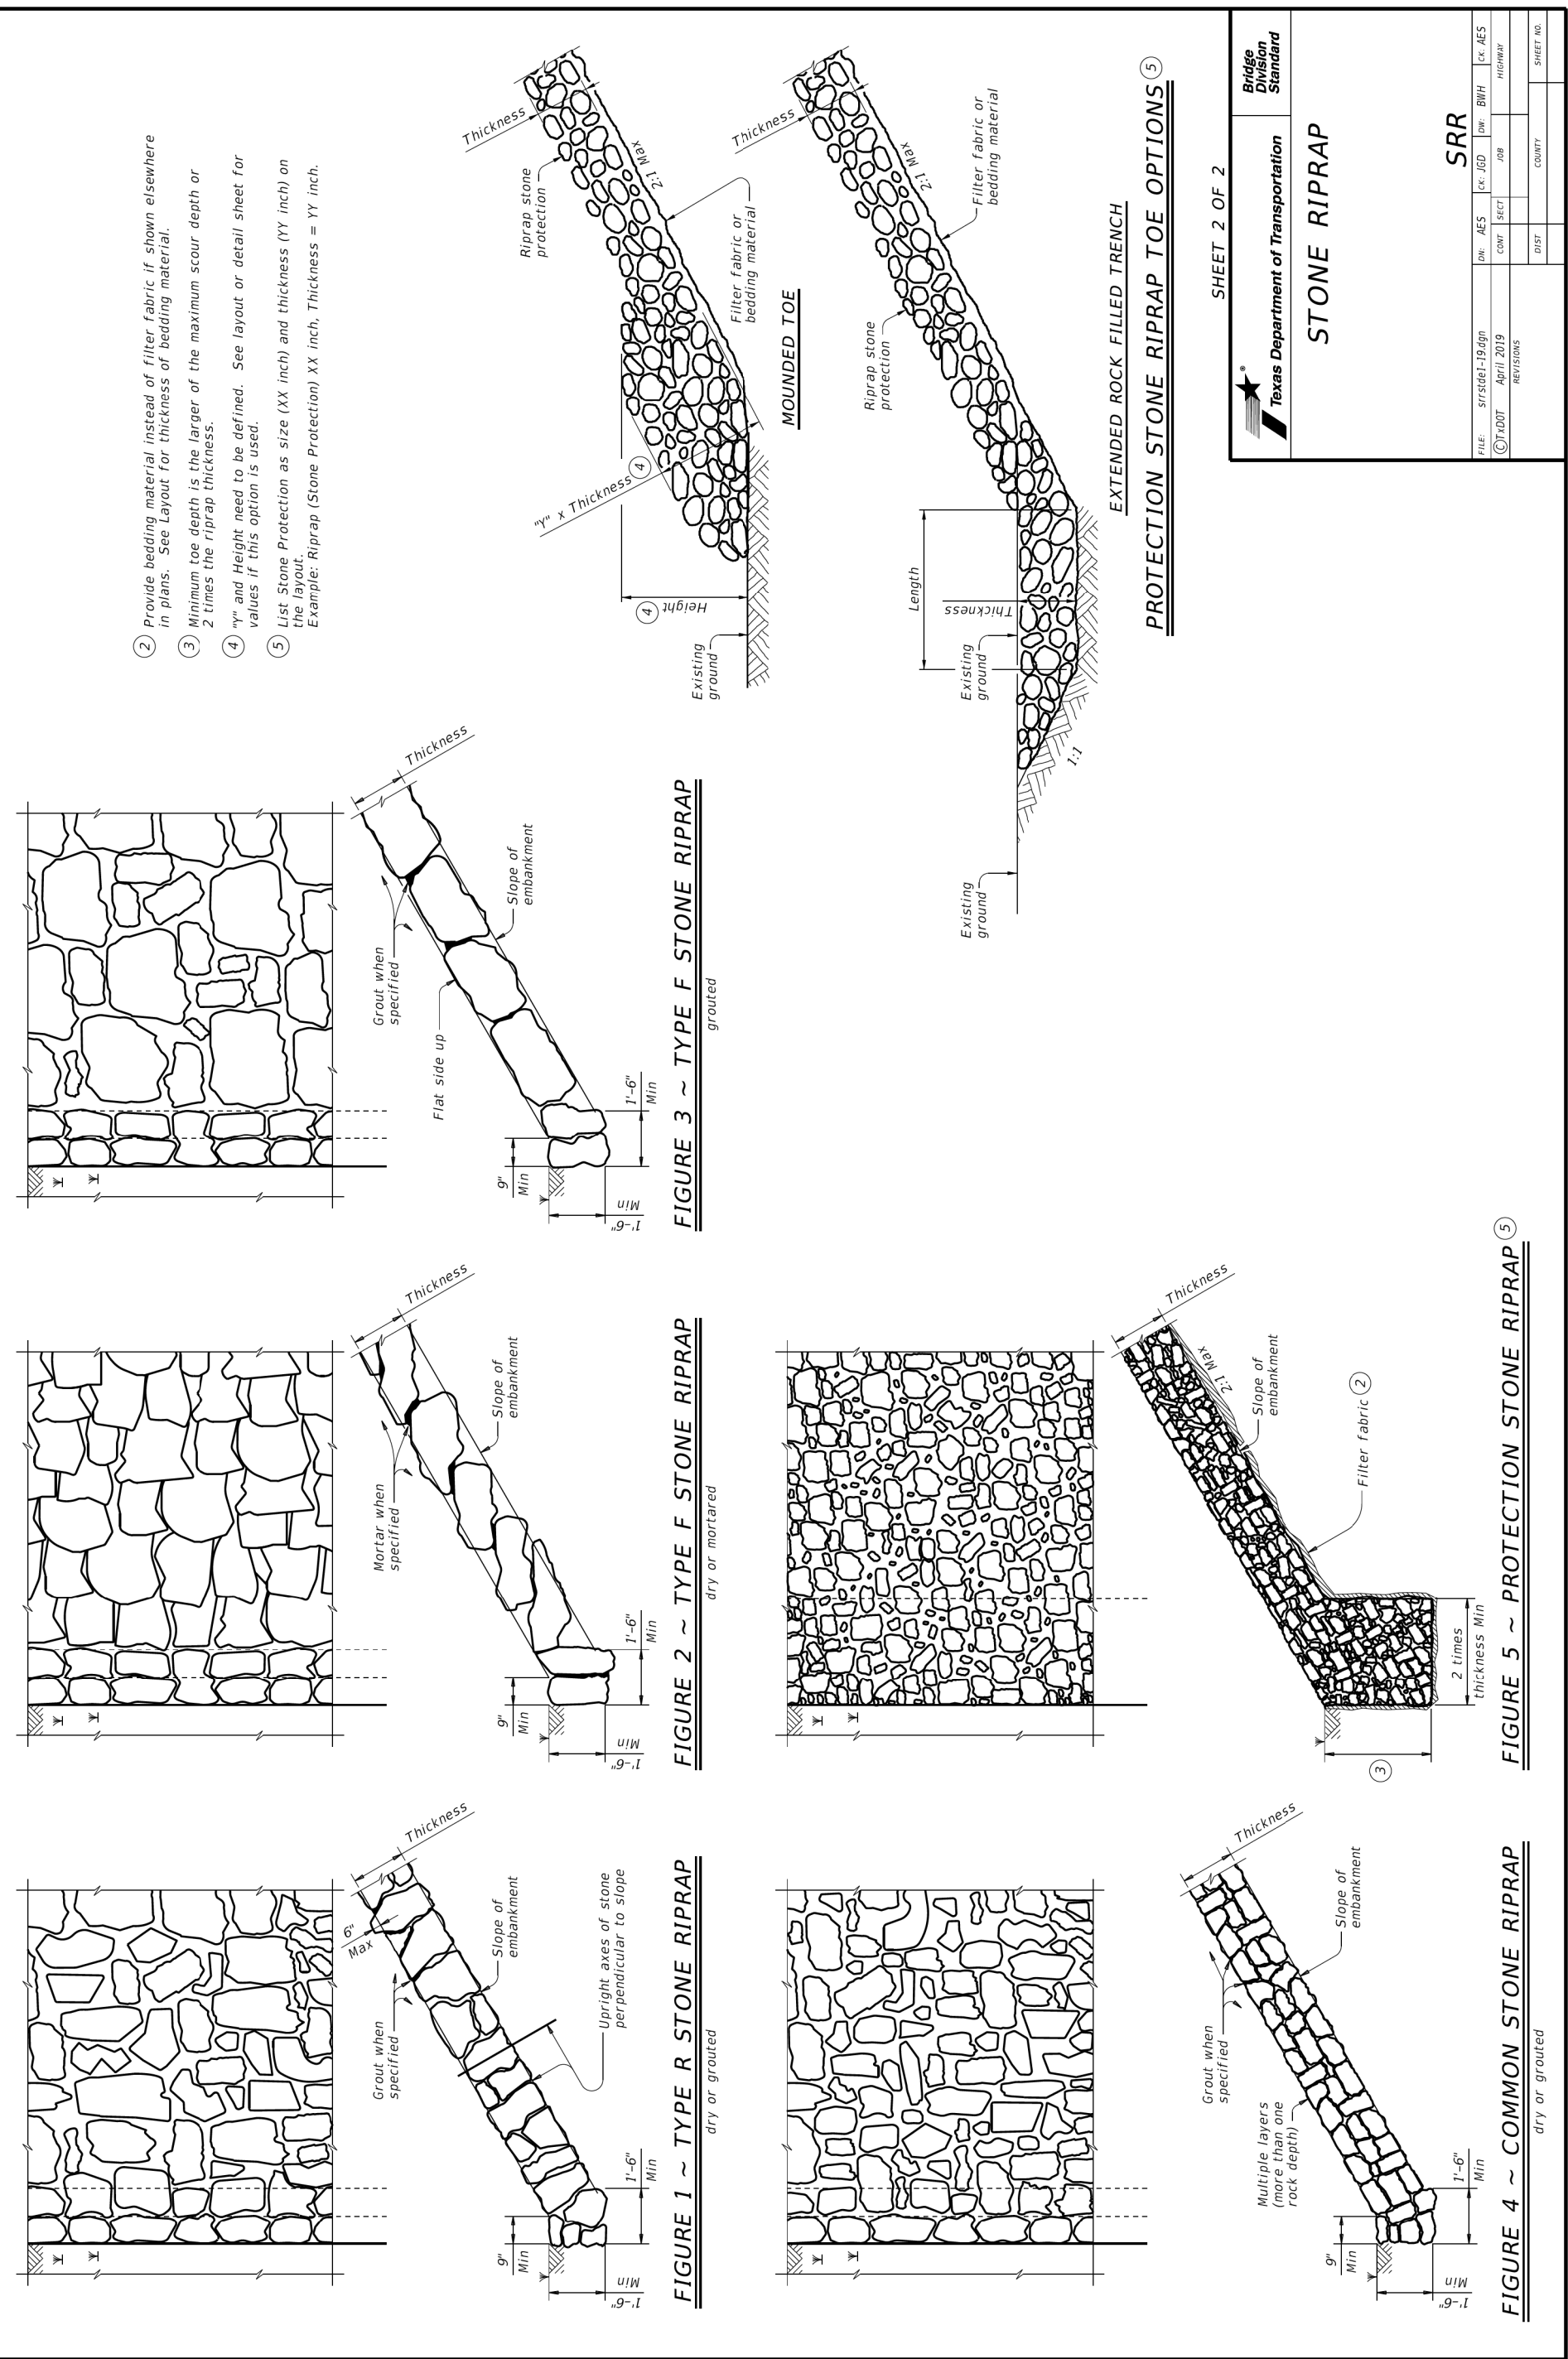 Grout when
specified
6"
Max
Thickness
Slope of
embankment
Upright axes of stone
perpendicular to slope
9"
Min
1'-6"
Min
1'-6"
Min
FIGURE 1 ~ TYPE R STONE RIPRAP
dry or grouted
Mortar when
specified
Thickness
Slope of
embankment
9"
Min
1'-6"
Min
1'-6"
Min
FIGURE 2 ~ TYPE F STONE RIPRAP
dry or mortared
Grout when
specified
Flat side up
Thickness
Slope of
embankment
9"
Min
1'-6"
Min
1'-6"
Min
FIGURE 3 ~ TYPE F STONE RIPRAP
grouted
2 Provide bedding material instead of filter fabric if shown elsewhere
in plans. See Layout for thickness of bedding material.
3 Minimum toe depth is the larger of the maximum scour depth or
2 times the riprap thickness.
4 "Y" and Height need to be defined. See layout or detail sheet for
values if this option is used.
5 List Stone Protection as size (XX inch) and thickness (YY inch) on
the layout.
Example: Riprap (Stone Protection) XX inch, Thickness = YY inch.
Thickness
Riprap stone
protection
2:1 Max
"Y" x Thickness 4
Height 4
Existing
ground
Filter fabric or
bedding material
MOUNDED TOE
Thickness
Riprap stone
protection
2:1 Max
Filter fabric or
bedding material
Length
Thickness
Existing
ground
Existing
ground
1:1
EXTENDED ROCK FILLED TRENCH
PROTECTION STONE RIPRAP TOE OPTIONS 5
Grout when
specified
Multiple layers
(more than one
rock depth)
Thickness
Slope of
embankment
9"
Min
1'-6"
Min
1'-6"
Min
FIGURE 4 ~ COMMON STONE RIPRAP
dry or grouted
Thickness
2:1 Max
Slope of
embankment
Filter fabric 2
3
2 times
thickness Min
FIGURE 5 ~ PROTECTION STONE RIPRAP 5
SHEET 2 OF 2
®
Texas Department of Transportation
Bridge
Division
Standard
STONE RIPRAP
SRR
FILE: srrstde1-19.dgn DN: AES CK: JGD DW: BWH CK: AES
©TxDOT April 2019 CONT SECT JOB HIGHWAY
REVISIONS
DIST COUNTY SHEET NO.